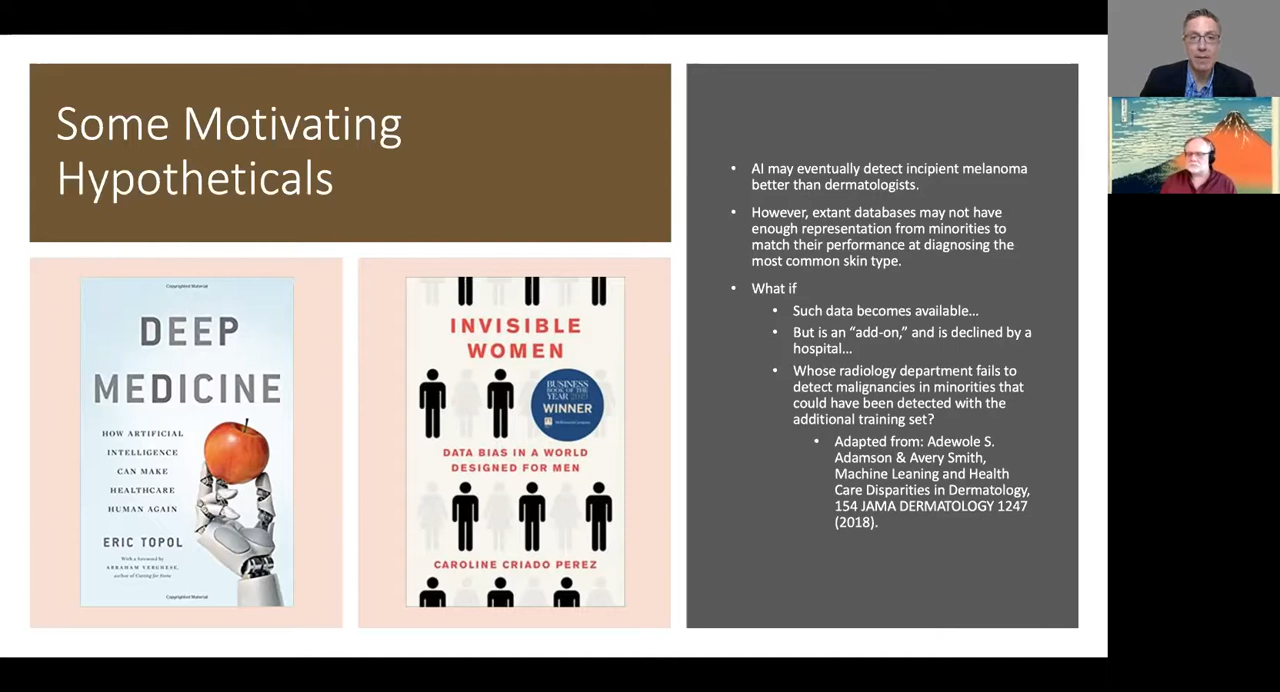 Some Motivating
Hypotheticals
Copyrighted Material
DEEP
MEDICINE
HOW ARTIFICIAL
INTELLIGENCE
CAN MAKE
HEALTHCARE
HUMAN AGAIN
ERIC TOPOL
With a foreword by
ABRAHAM VERGHESE,
author of Cutting for Stone
Copyrighted Material
INVISIBLE
WOMEN
BUSINESS
BOOK OF THE
YEAR 2019
WINNER
DATA BIAS IN A WORLD
DESIGNED FOR MEN
CAROLINE CRIADO PEREZ
• AI may eventually detect incipient melanoma
better than dermatologists.
• However, extant databases may not have
enough representation from minorities to
match their performance at diagnosing the
most common skin type.
• What if
• Such data becomes available…
• But is an “add-on,” and is declined by a
hospital…
• Whose radiology department fails to
detect malignancies in minorities that
could have been detected with the
additional training set?
• Adapted from: Adewole S.
Adamson & Avery Smith,
Machine Leaning and Health
Care Disparities in Dermatology,
154 JAMA DERMATOLOGY 1247
(2018).